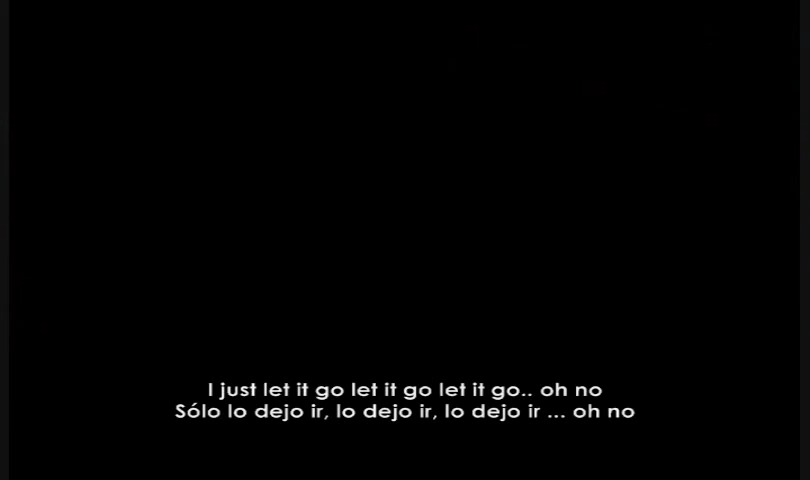 I just let it go let it go let it go.. oh no
Sólo lo dejo ir, lo dejo ir, lo dejo ir ... oh no